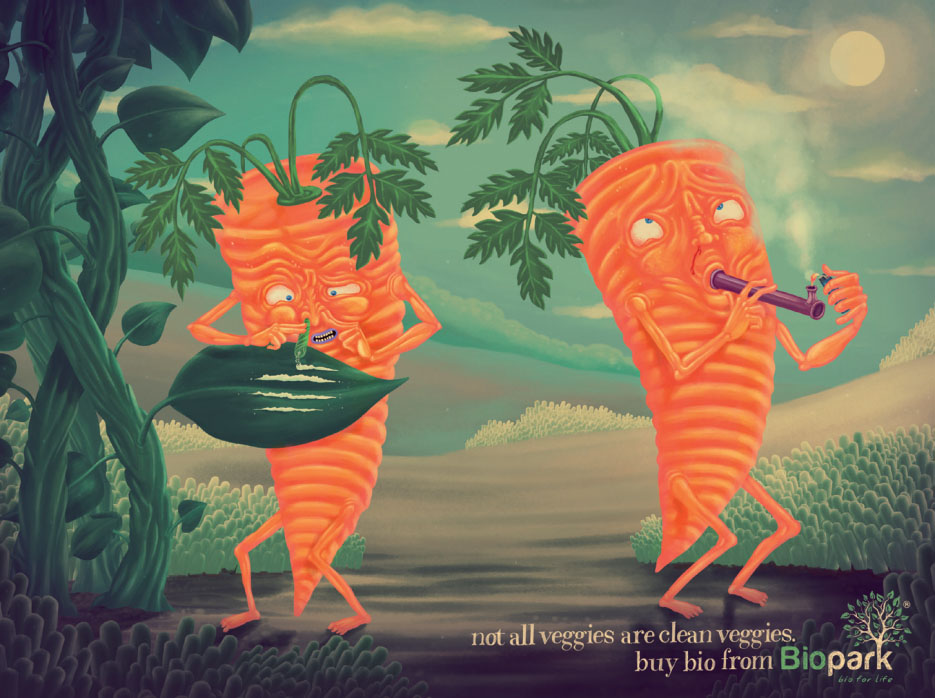 not all veggies are clean veggies.
buy bio from Biopark®
bio for life